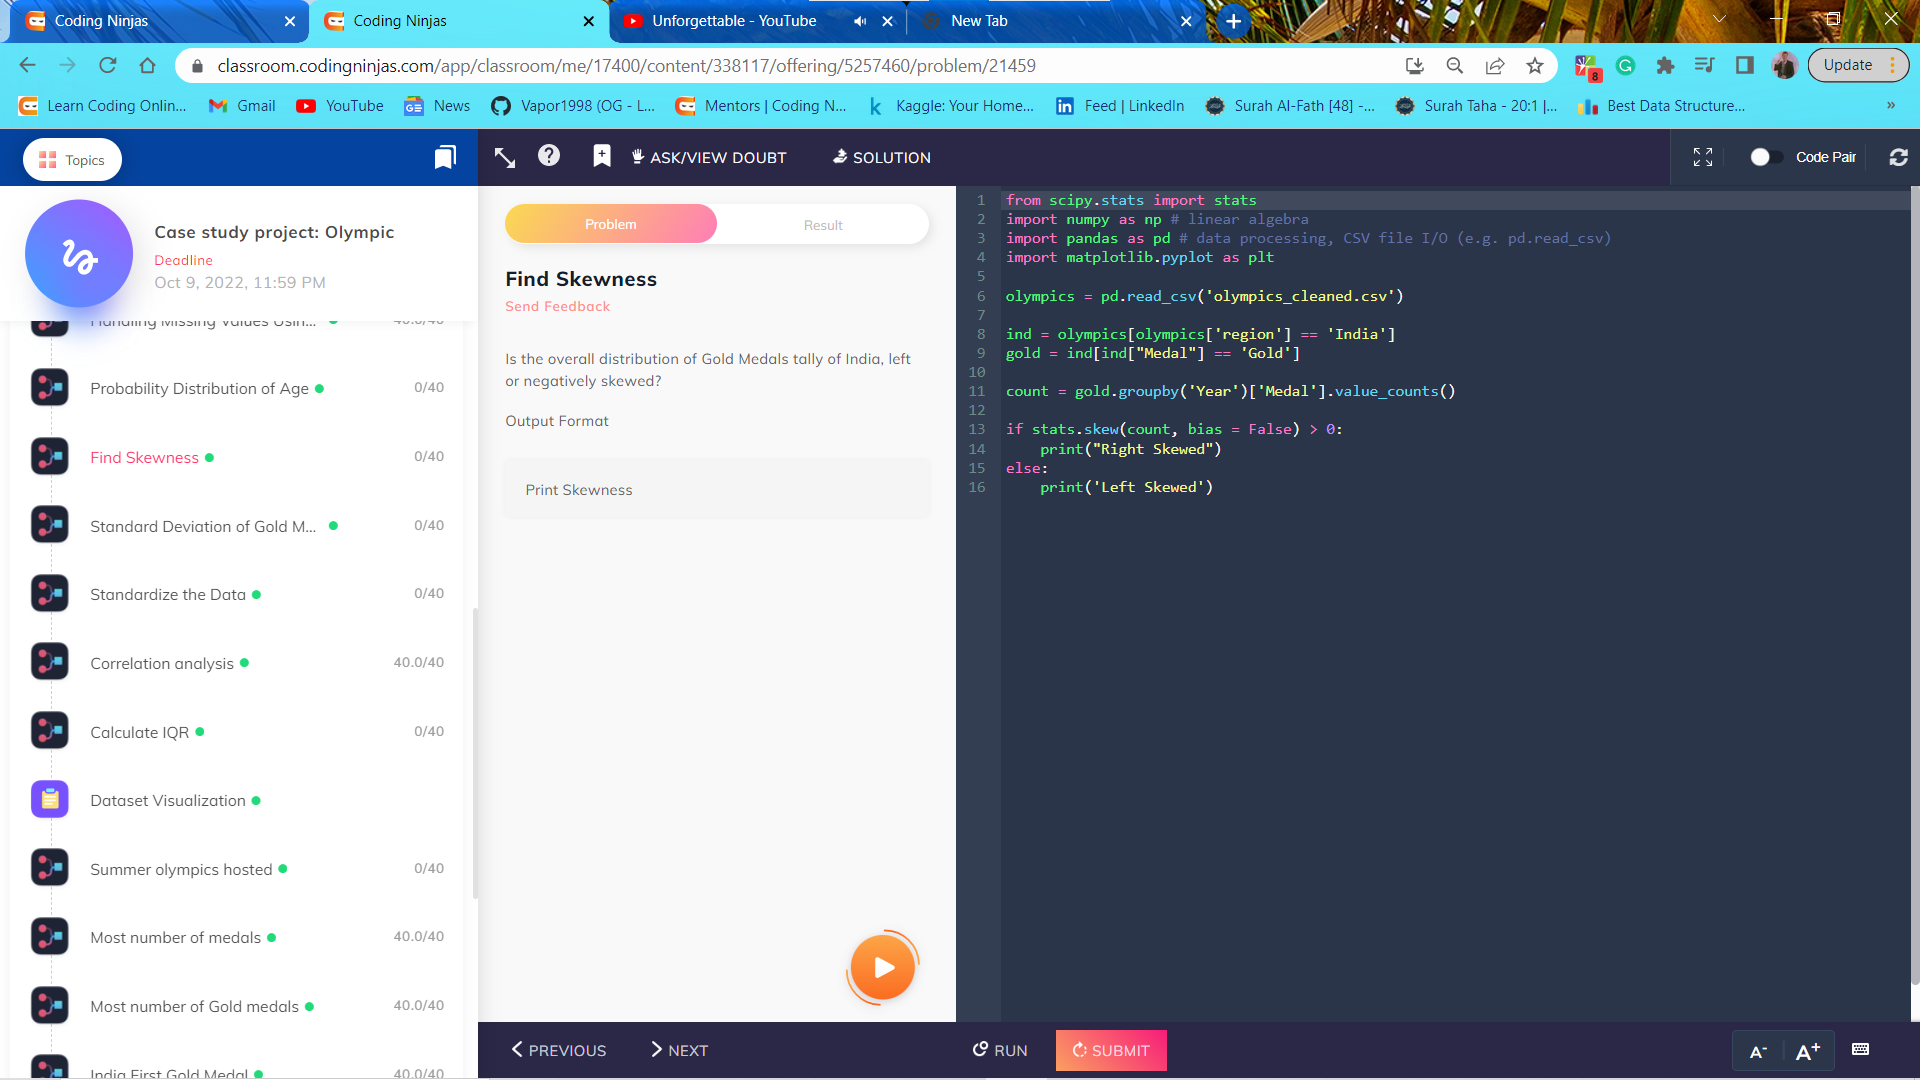 Coding Ninjas
Coding Ninjas
Unforgettable - YouTube
New Tab
classroom.codingninjas.com/app/classroom/me/17400/content/338117/offering/5257460/problem/21459
8
Update
Learn Coding Onlin...
Gmail
YouTube
GE
News
Vapor1998 (OG - L...
Mentors | Coding N...
Kaggle: Your Home...
Feed | LinkedIn
Surah Al-Fath [48] -...
Surah Taha - 20:1 |...
Best Data Structure...
»
Topics
ASK/VIEW DOUBT
SOLUTION
Code Pair
Case study project: Olympic
Deadline
Oct 9, 2022, 11:59 PM
Handling Missing Values Usin...
40.0/40
Probability Distribution of Age
0/40
Find Skewness
0/40
Standard Deviation of Gold M...
0/40
Standardize the Data
0/40
Correlation analysis
40.0/40
Calculate IQR
0/40
Dataset Visualization
Summer olympics hosted
0/40
Most number of medals
40.0/40
Most number of Gold medals
40.0/40
India First Gold Medal
40.0/40
Problem
Result
Find Skewness
Send Feedback
Is the overall distribution of Gold Medals tally of India, left
or negatively skewed?
Output Format
Print Skewness
1 from scipy.stats import stats
2 import numpy as np # linear algebra
3 import pandas as pd # data processing, CSV file I/O (e.g. pd.read_csv)
4 import matplotlib.pyplot as plt
5
6 olympics = pd.read_csv('olympics_cleaned.csv')
7
8 ind = olympics[olympics['region'] == 'India']
9 gold = ind[ind["Medal"] == 'Gold']
10
11 count = gold.groupby('Year')['Medal'].value_counts()
12
13 if stats.skew(count, bias = False) > 0:
14     print("Right Skewed")
15 else:
16     print('Left Skewed')
PREVIOUS
NEXT
RUN
SUBMIT
A-
A+